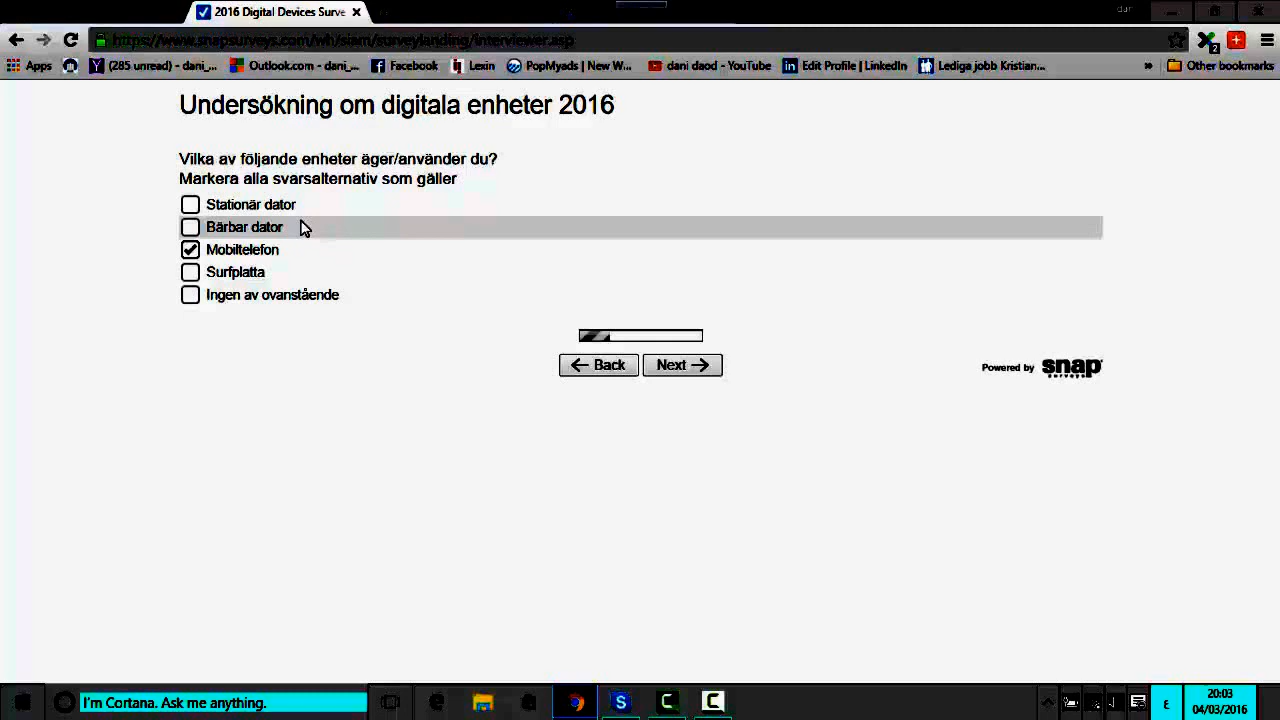 2016 Digital Devices Surve
dan
https://www.snapsurveys.com/wh/siam/surveylanding/interviewer.asp
2
Apps
(285 unread) - dani_...
Outlook.com - dani_...
Facebook
Lexin
PopMyads | New W...
dani daod - YouTube
Edit Profile | LinkedIn
Lediga jobb Kristian...
»
Other bookmarks
Undersökning om digitala enheter 2016
Vilka av följande enheter äger/använder du?
Markera alla svarsalternativ som gäller
Stationär dator
Bärbar dator
Mobiltelefon
Surfplatta
Ingen av ovanstående
Back
Next
Powered by snap
surveys
I'm Cortana. Ask me anything.
ع
20:03
04/03/2016